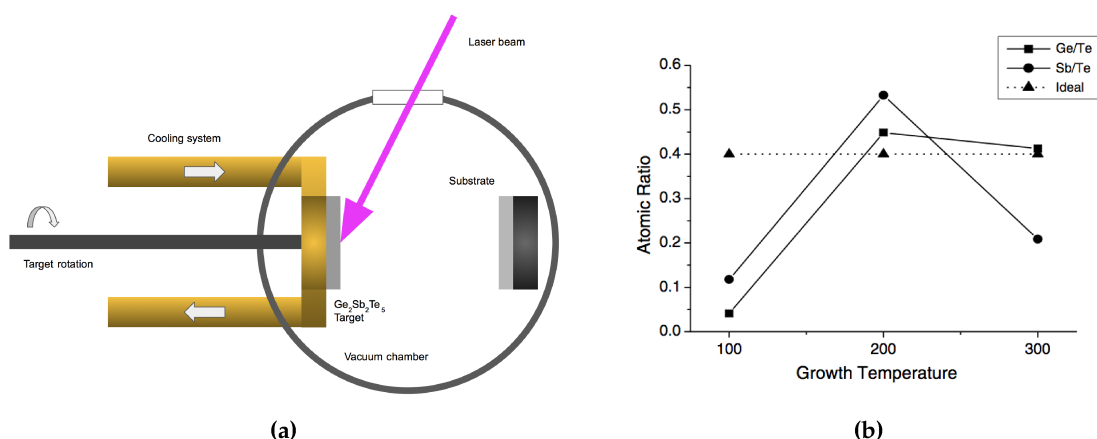 Laser beam
Cooling system
Substrate
Target rotation
Ge2Sb2Te5
Target
Vacuum chamber
(a)
Ge/Te
Sb/Te
Ideal
0.6
0.5
0.4
0.3
0.2
0.1
0.0
Atomic Ratio
100 200 300
Growth Temperature
(b)